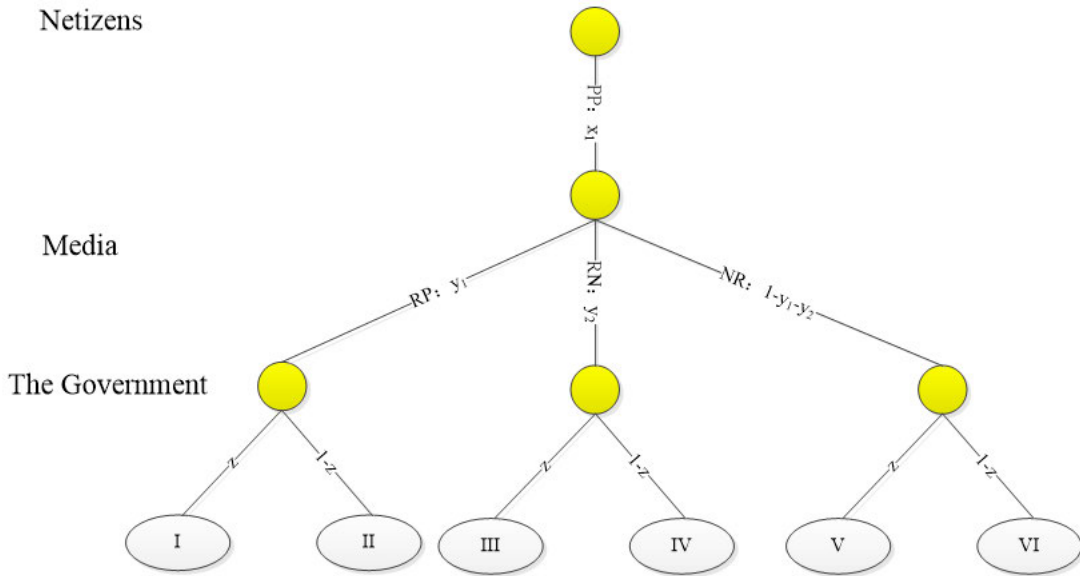 Netizens
PP： x₁
Media
RP： y₁
RN： y₂
NR： 1-y₁-y₂
The Government
z
1-z
z
1-z
z
1-z
I
II
III
IV
V
VI